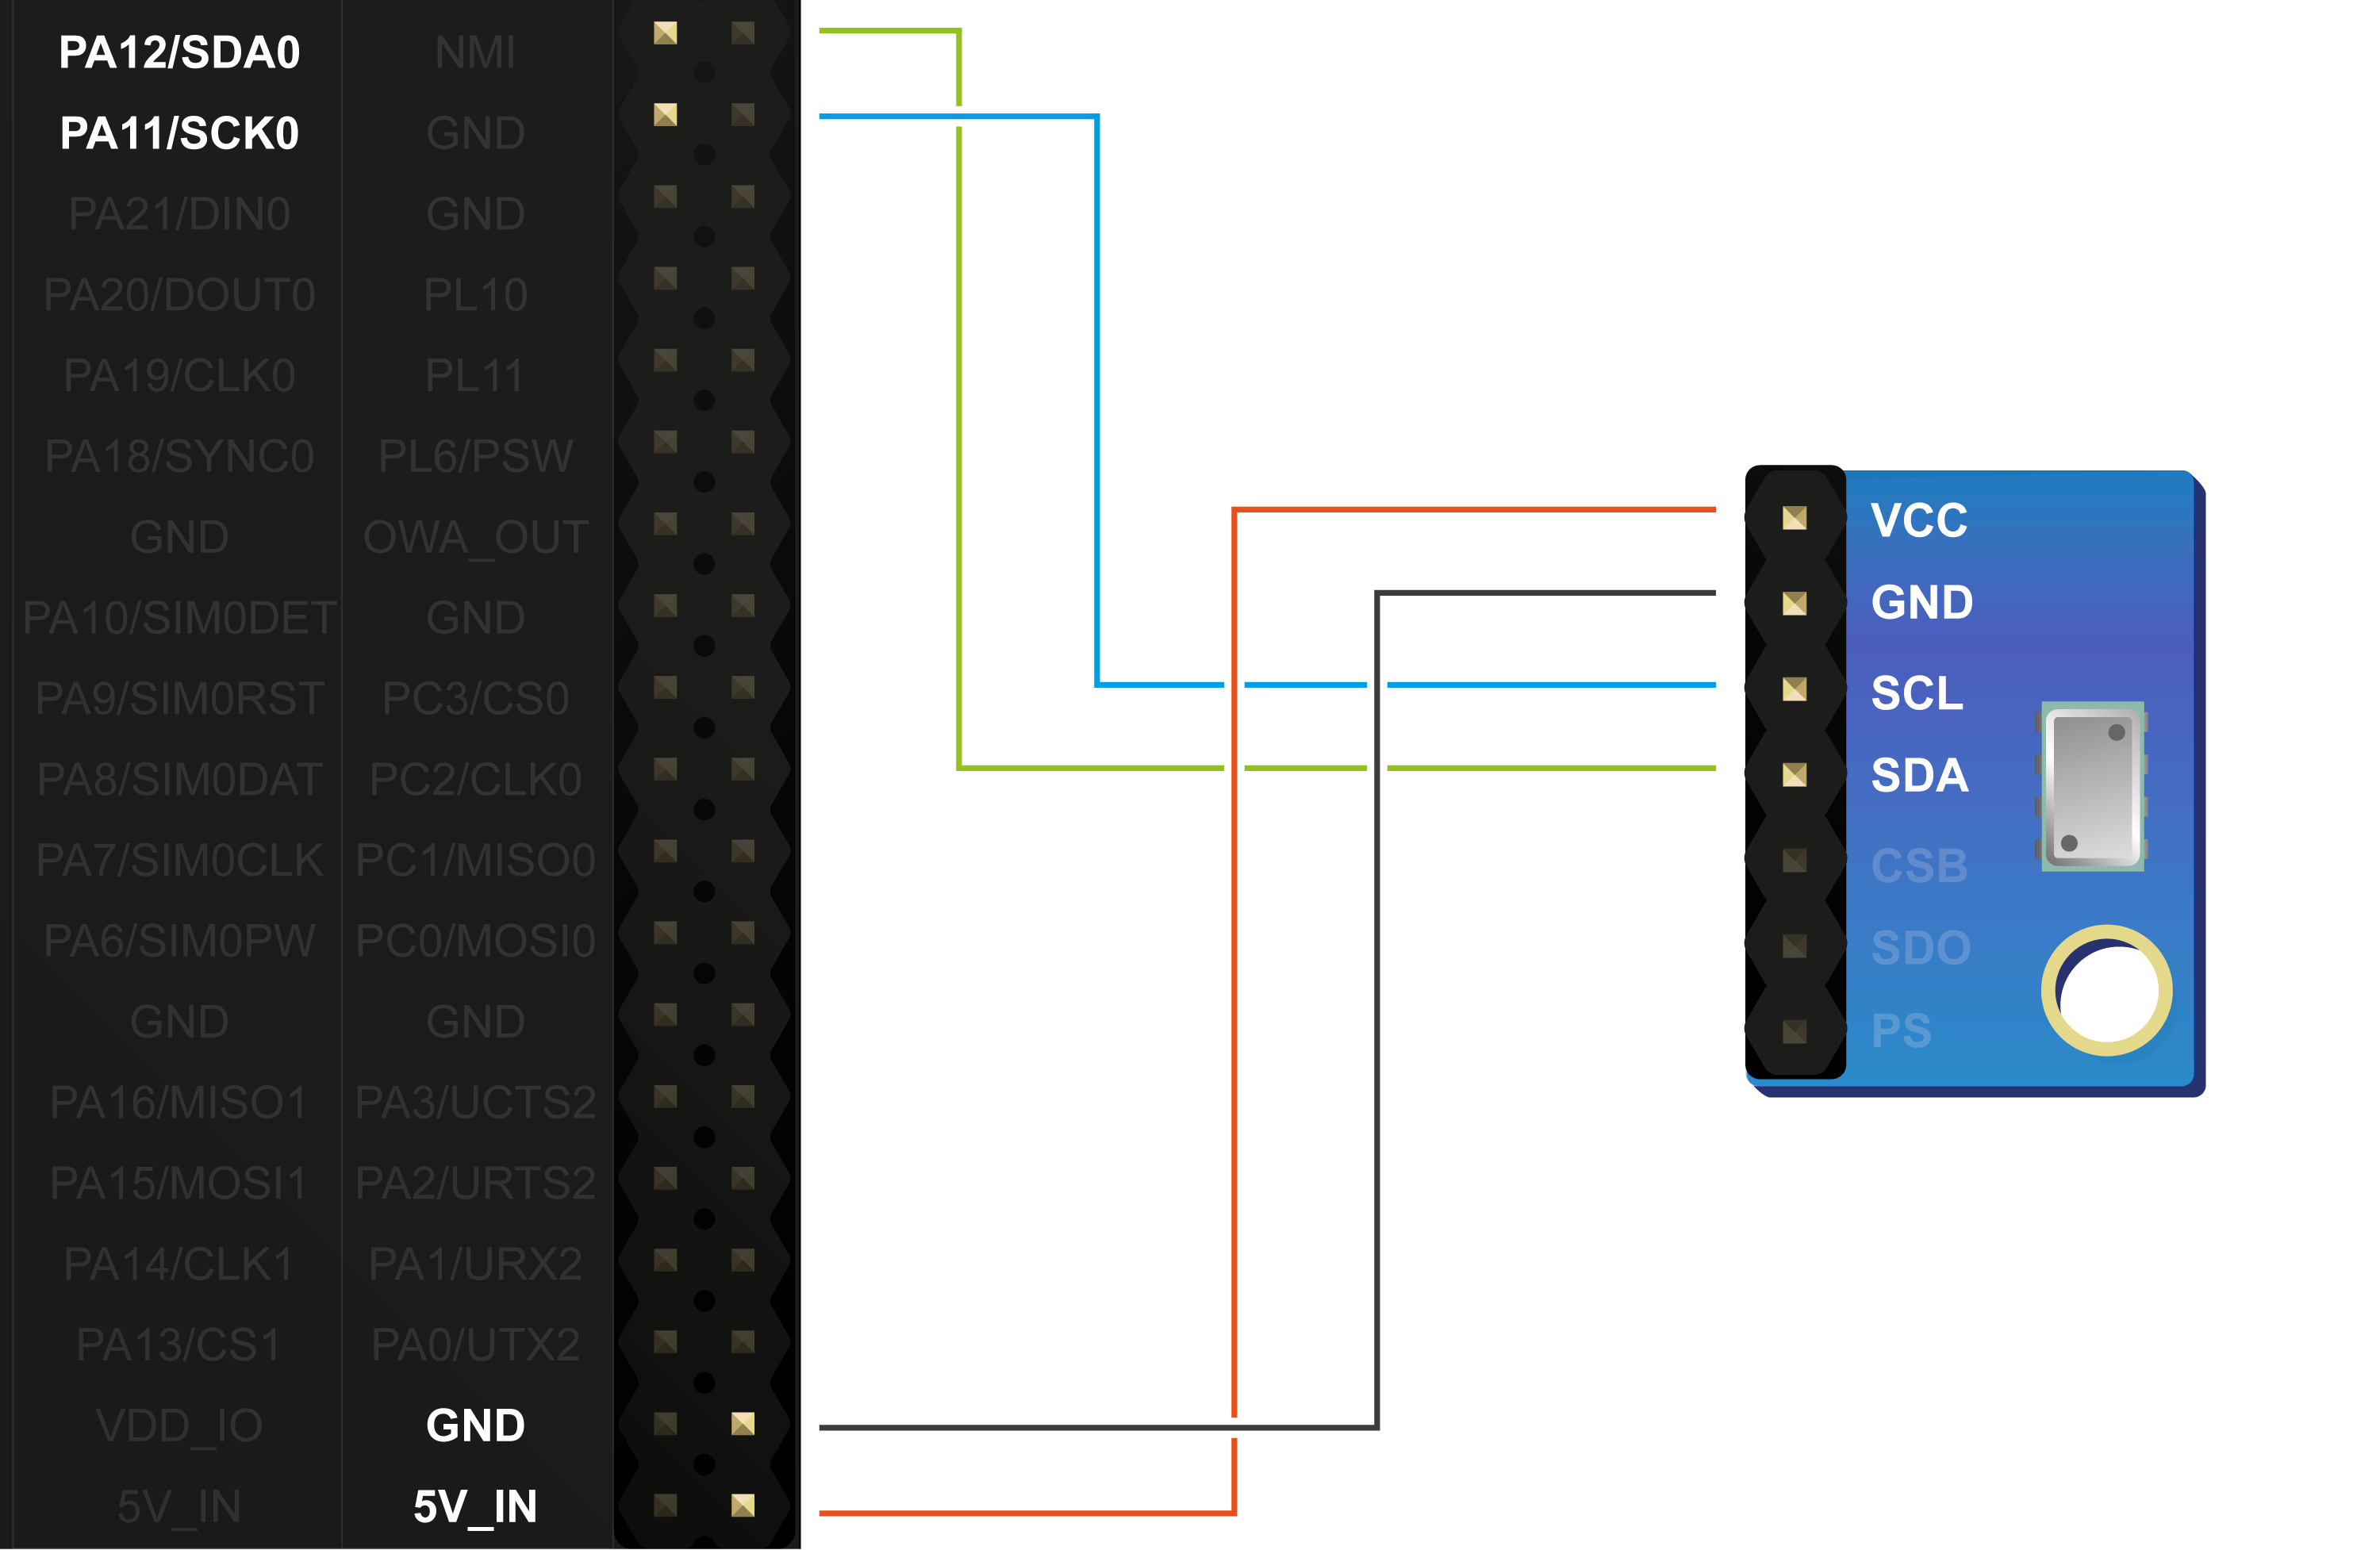 PA12/SDA0 NMI
PA11/SCK0 GND
PA21/DIN0 GND
PA20/DOUT0 PL10
PA19/CLK0 PL11
PA18/SYNC0 PL6/PSW
GND OWA_OUT
PA10/SIM0DET GND
PA9/SIM0RST PC3/CS0
PA8/SIM0DAT PC2/CLK0
PA7/SIM0CLK PC1/MISO0
PA6/SIM0PW PC0/MOSI0
GND GND
PA16/MISO1 PA3/UCTS2
PA15/MOSI1 PA2/URTS2
PA14/CLK1 PA1/URX2
PA13/CS1 PA0/UTX2
VDD_IO GND
5V_IN 5V_IN
VCC
GND
SCL
SDA
CSB
SDO
PS